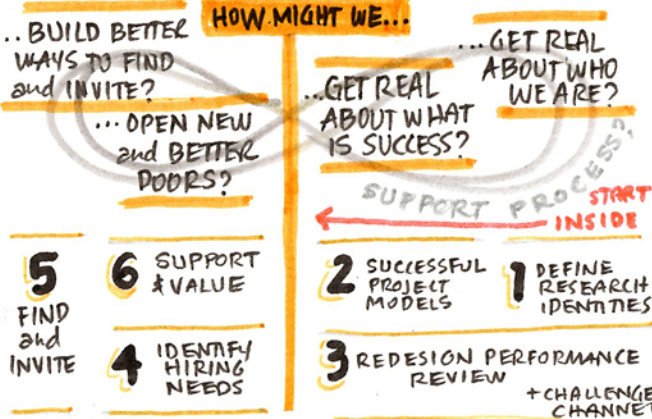 HOW MIGHT WE...
... BUILD BETTER
WAYS TO FIND
and INVITE?
... OPEN NEW
and BETTER
DOORS?
... GET REAL
ABOUT WHAT
IS SUCCESS?
... GET REAL
ABOUT WHO
WE ARE?
SUPPORT PROCESS?
START
INSIDE
5
FIND
and
INVITE
6 SUPPORT
& VALUE
4 IDENTIFY
HIRING
NEEDS
2 SUCCESSFUL
PROJECT
MODELS
1 DEFINE
RESEARCH
IDENTITIES
3 REDESIGN PERFORMANCE
REVIEW
+ CHALLENGE
CHANNEL